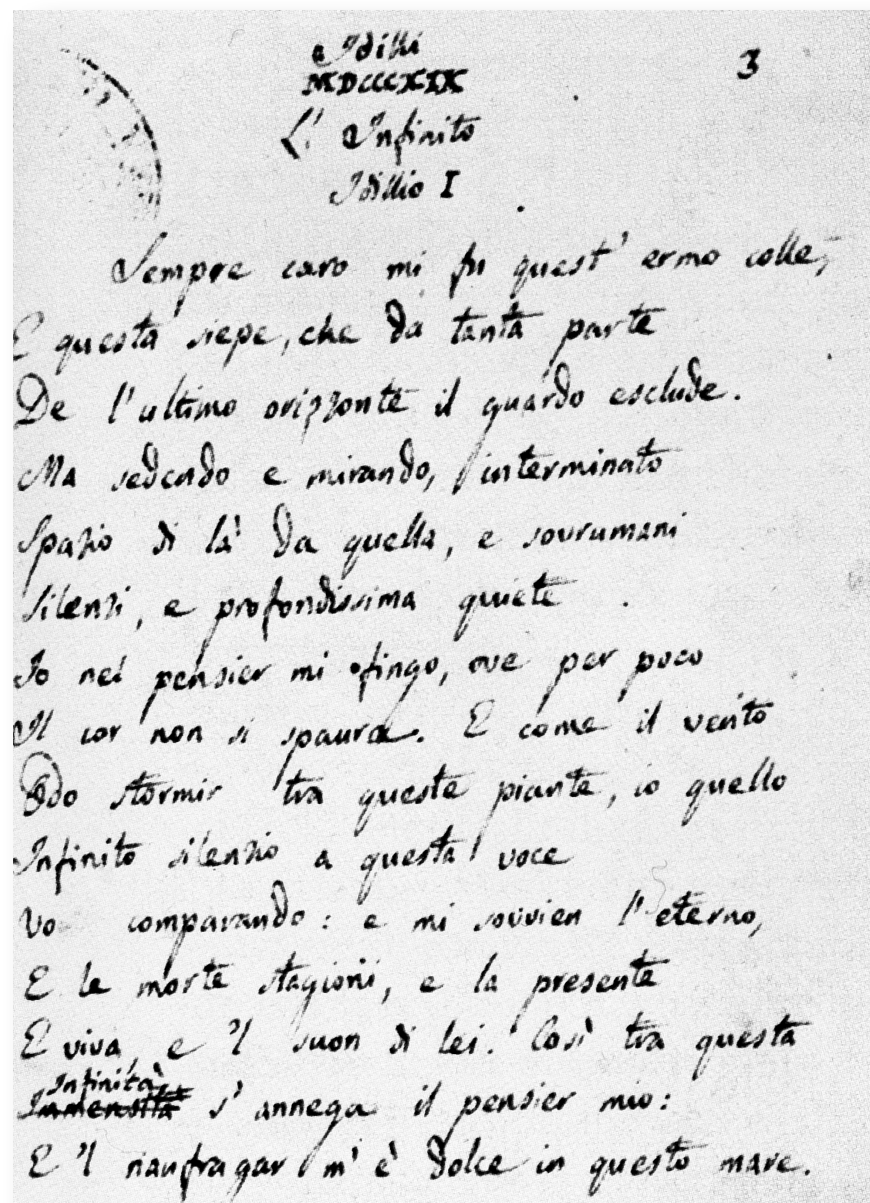 Idilli
3
MDCCCXIX
L'Infinito
Idillio I
Sempre caro mi fu quest'ermo colle,
E questa siepe, che da tanta parte
De l'ultimo orizzonte il guardo esclude.
Ma sedendo e mirando, interminato
Spazio di là da quella, e sovrumani
Silenzi, e profondissima quiete
Io nel pensier mi fingo, ove per poco
Il cor non si spaura. E come il vento
Odo stormir tra queste piante, io quello
Infinito silenzio a questa voce
Vo comparando: e mi sovvien l'eterno,
E le morte stagioni, e la presente
E viva, e 'l suon di lei. Così tra questa
Infinità
Immensità s'annega il pensier mio:
E 'l naufragar m'è dolce in questo mare.